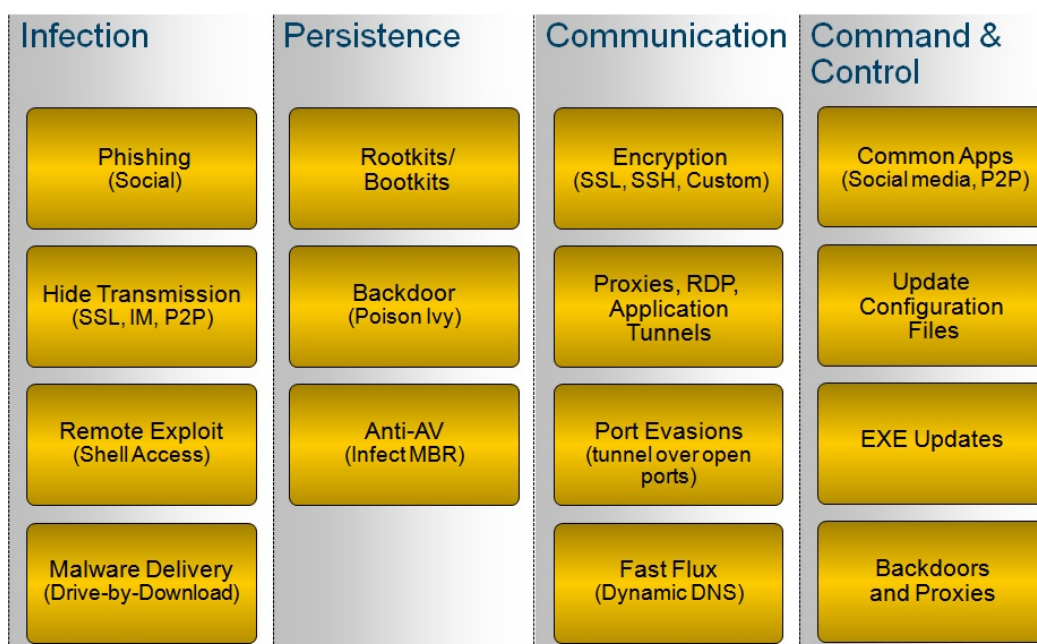 Infection
Phishing
(Social)
Hide Transmission
(SSL, IM, P2P)
Remote Exploit
(Shell Access)
Malware Delivery
(Drive-by-Download)
Persistence
Rootkits/
Bootkits
Backdoor
(Poison Ivy)
Anti-AV
(Infect MBR)
Communication
Encryption
(SSL, SSH, Custom)
Proxies, RDP,
Application
Tunnels
Port Evasions
(tunnel over open
ports)
Fast Flux
(Dynamic DNS)
Command &
Control
Common Apps
(Social media, P2P)
Update
Configuration
Files
EXE Updates
Backdoors
and Proxies